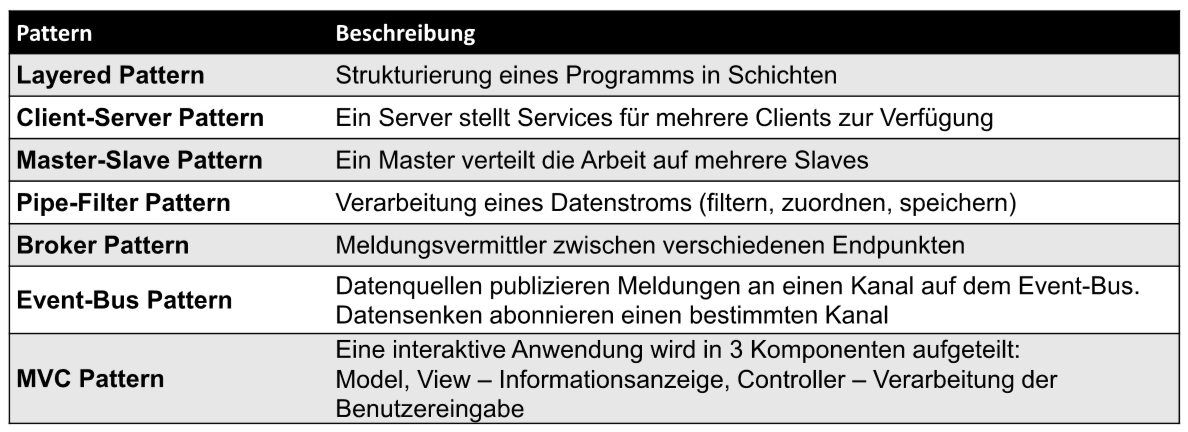 Pattern Beschreibung
Layered Pattern Strukturierung eines Programms in Schichten
Client-Server Pattern Ein Server stellt Services für mehrere Clients zur Verfügung
Master-Slave Pattern Ein Master verteilt die Arbeit auf mehrere Slaves
Pipe-Filter Pattern Verarbeitung eines Datenstroms (filtern, zuordnen, speichern)
Broker Pattern Meldungsvermittler zwischen verschiedenen Endpunkten
Event-Bus Pattern Datenquellen publizieren Meldungen an einen Kanal auf dem Event-Bus.
Datensenken abonnieren einen bestimmten Kanal
MVC Pattern Eine interaktive Anwendung wird in 3 Komponenten aufgeteilt:
Model, View – Informationsanzeige, Controller – Verarbeitung der
Benutzereingabe